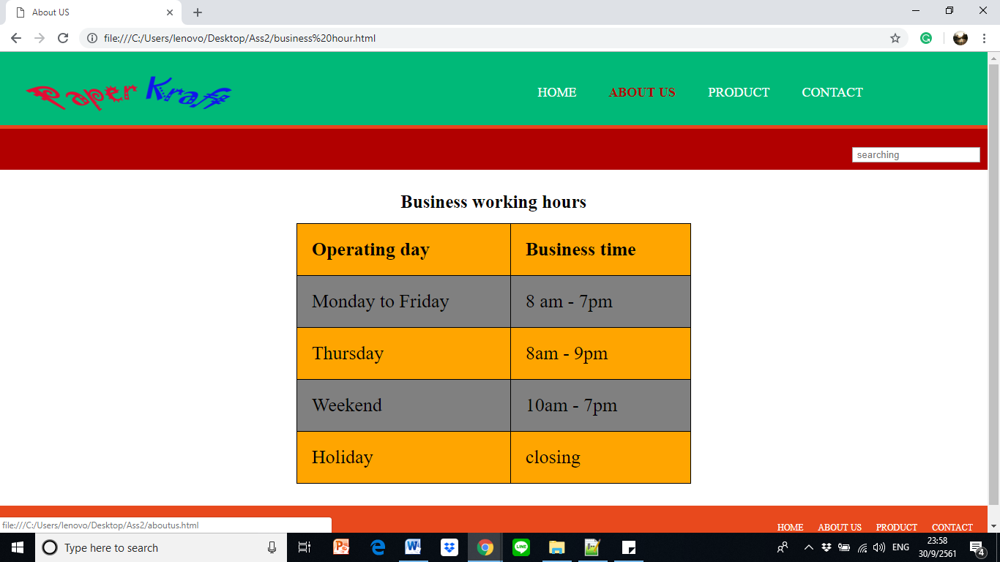 About US
file:///C:/Users/lenovo/Desktop/Ass2/business%20hour.html
Paper Kraft
HOME ABOUT US PRODUCT CONTACT
searching
Business working hours
Operating day Business time
Monday to Friday 8 am - 7pm
Thursday 8am - 9pm
Weekend 10am - 7pm
Holiday closing
HOME ABOUT US PRODUCT CONTACT
file:///C:/Users/lenovo/Desktop/Ass2/aboutus.html
Type here to search
ENG
23:58
30/9/2561
4